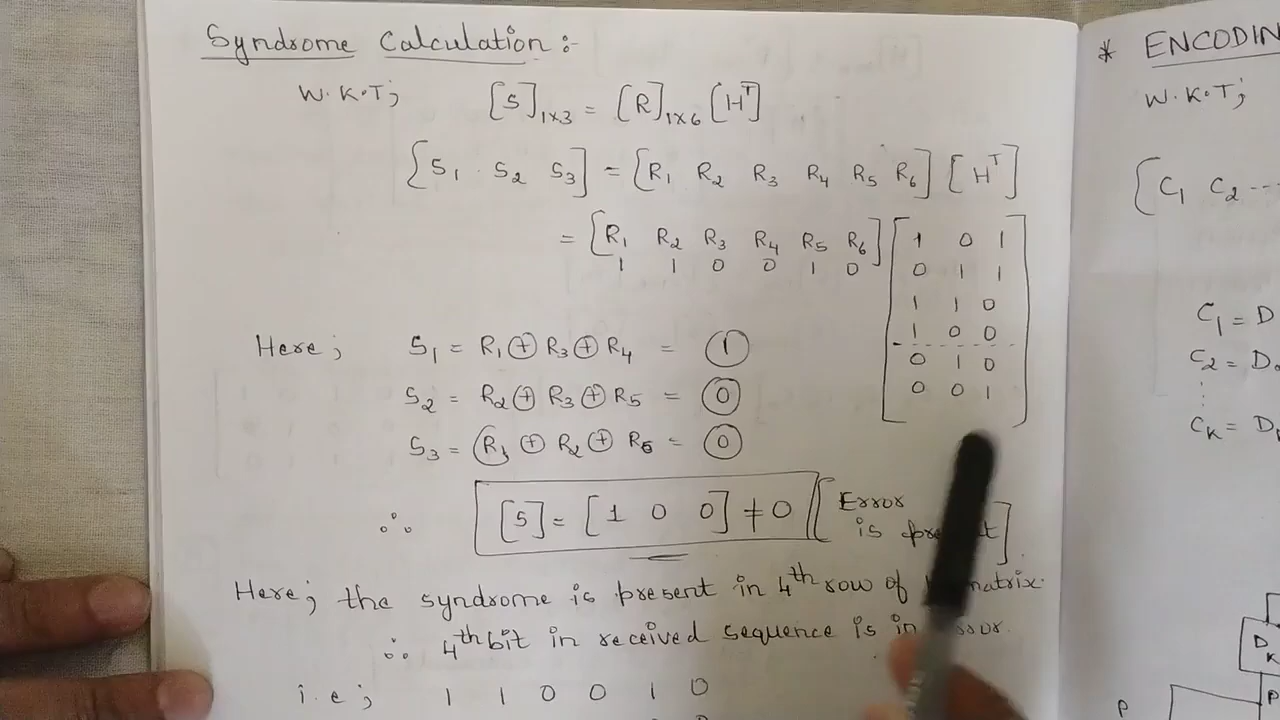 Syndrome Calculation :-
W.K.T; [S]1x3 = [R]1x6 [Hᵀ]
[S1 S2 S3] = [R1 R2 R3 R4 R5 R6] [Hᵀ]
= [R1 R2 R3 R4 R5 R6]
1 1 0 0 1 0
1 0 1
0 1 1
1 1 0
1 0 0
0 1 0
0 0 1
Here; S1 = R1 ⊕ R3 ⊕ R4 = 1
S2 = R2 ⊕ R3 ⊕ R5 = 0
S3 = R1 ⊕ R2 ⊕ R6 = 0
∴ [S] = [1 0 0] ≠ 0 [Error
is
Here; the syndrome is present in 4th row of
∴ 4th bit in received sequence is in
i.e; 1 1 0 0 1 0
* ENCODIN
W.K.T;
[C1 C2 ---
C1 = D
C2 = D
CK = D
DK
P